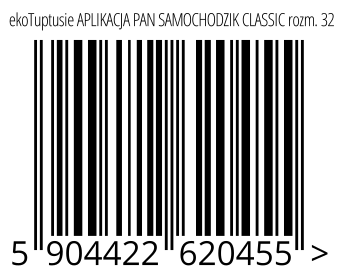 ekoTuptusie APLIKACJA PAN SAMOCHODZIK CLASSIC rozm. 32
5 904422 620455 >